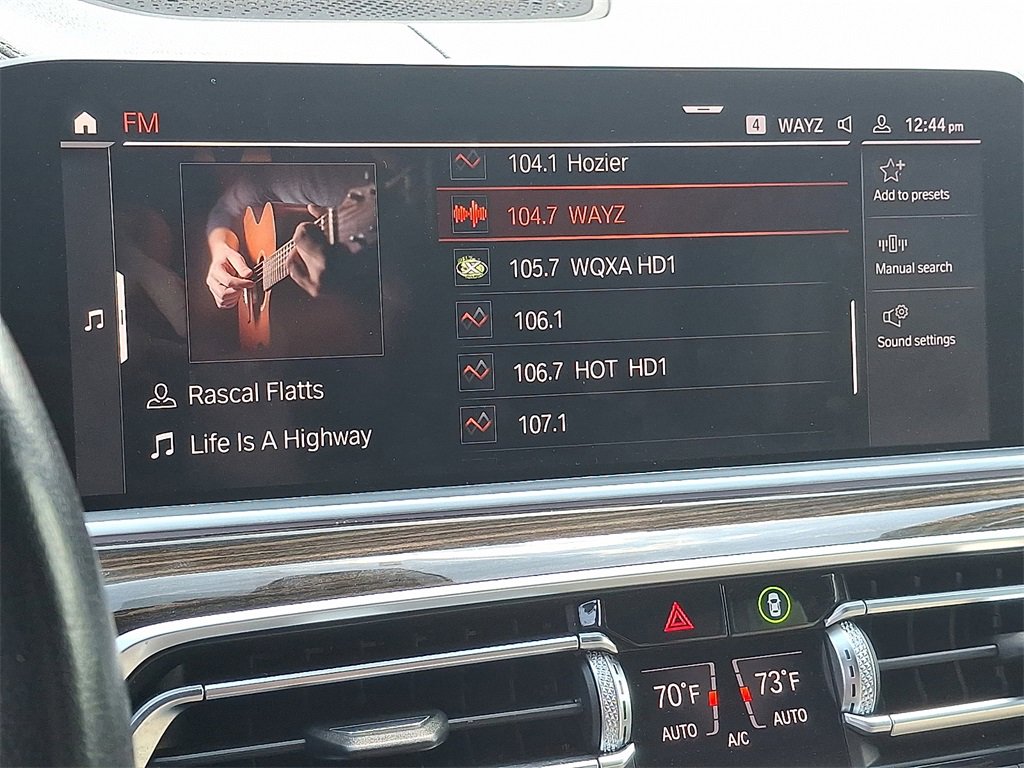 FM
4 WAYZ 12:44 pm
104.1 Hozier
104.7 WAYZ
105.7 WQXA HD1
106.1
106.7 HOT HD1
107.1
Rascal Flatts
Life Is A Highway
Add to presets
Manual search
Sound settings
70°F 73°F
AUTO AUTO
A/C